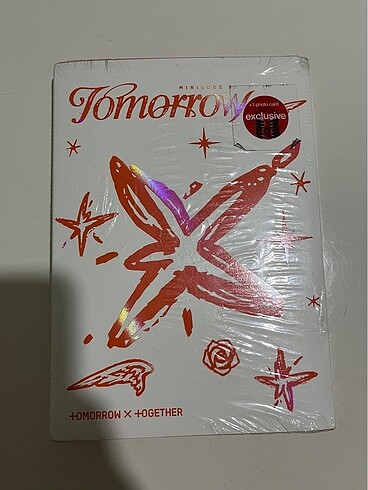 MINISODE 3:
Tomorrow
+1 photo card
exclusive
TOMORROW X TOGETHER